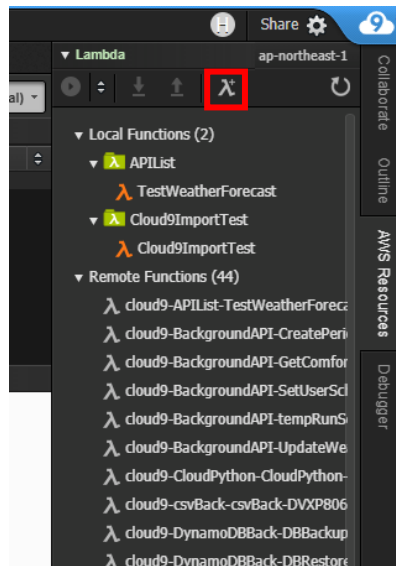 H Share 9
▼ Lambda ap-northeast-1
al)
λ+
▼ Local Functions (2)
▼ λ APIList
λ TestWeatherForecast
▼ λ Cloud9ImportTest
λ Cloud9ImportTest
▼ Remote Functions (44)
λ cloud9-APIList-TestWeatherForeca
λ cloud9-BackgroundAPI-CreatePeri
λ cloud9-BackgroundAPI-GetComfor
λ cloud9-BackgroundAPI-SetUserScl
λ cloud9-BackgroundAPI-tempRunS
λ cloud9-BackgroundAPI-UpdateWe
λ cloud9-CloudPython-CloudPython-
λ cloud9-csvBack-csvBack-DVXP806
λ cloud9-DynamoDBBack-DBBackup
λ cloud9-DynamoDBBack-DBRestore
Collaborate
Outline
AWS Resources
Debugger